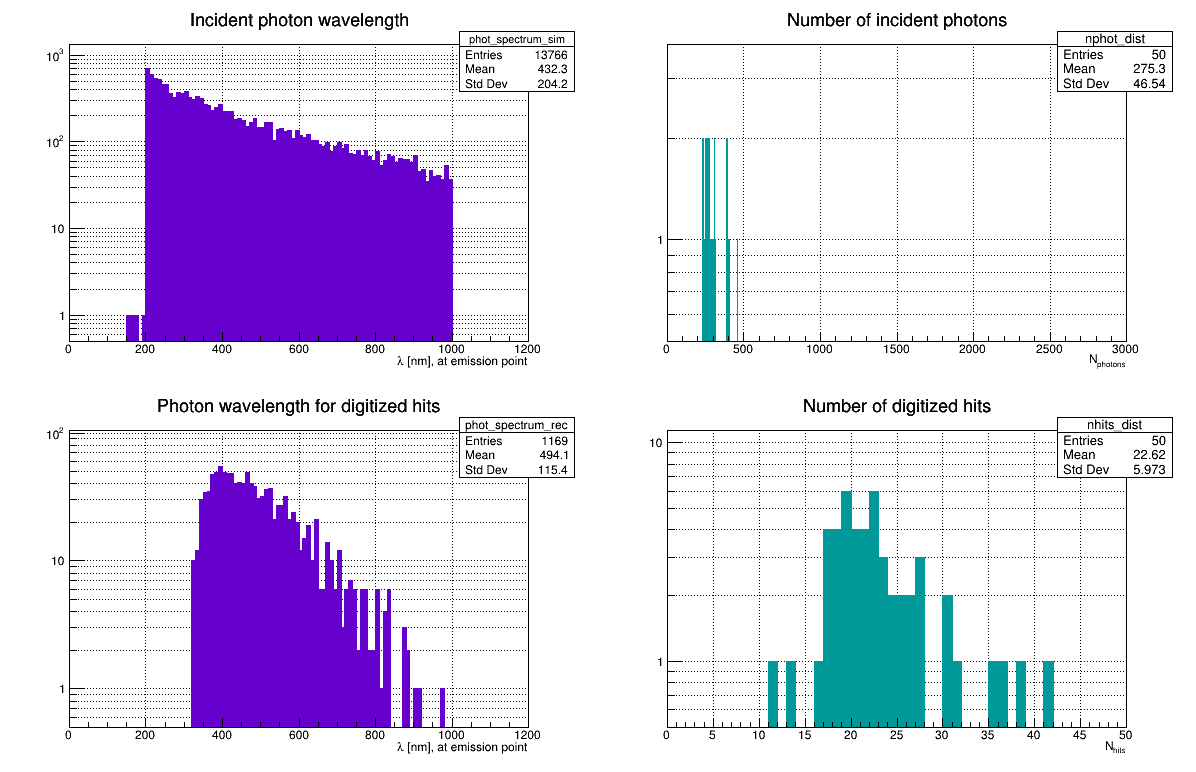 Incident photon wavelength
phot_spectrum_sim
Entries 13766
Mean 432.3
Std Dev 204.2
10³
10²
10
1
0 200 400 600 800 1000 1200
λ [nm], at emission point
Number of incident photons
nphot_dist
Entries 50
Mean 275.3
Std Dev 46.54
1
0 500 1000 1500 2000 2500 3000
N_photons
Photon wavelength for digitized hits
phot_spectrum_rec
Entries 1169
Mean 494.1
Std Dev 115.4
10²
10
1
0 200 400 600 800 1000 1200
λ [nm], at emission point
Number of digitized hits
nhits_dist
Entries 50
Mean 22.62
Std Dev 5.973
10
1
0 5 10 15 20 25 30 35 40 45 50
N_hits